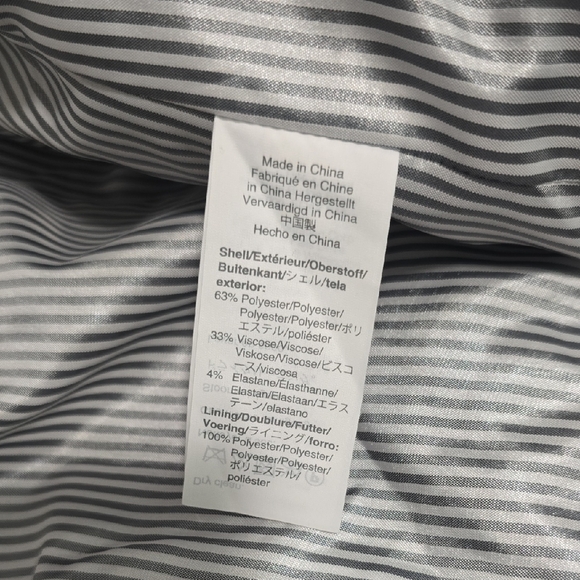 Made in China
Fabriqué en Chine
in China Hergestellt
Vervaardigd in China
中国製
Hecho en China
Shell/Extérieur/Oberstoff/
Buitenkant/シェル/tela
exterior:
63% Polyester/Polyester/
Polyester/Polyester/ポリ
エステル/poliéster
33% Viscose/Viscose/
Viskose/Viscose/ビスコ
ース/viscosa
4% Elastane/Élasthanne/
Elastan/Elastaan/エラス
テーン/elastano
Lining/Doublure/Futter/
Voering/ライニング/forro:
100% Polyester/Polyester/
Polyester/Polyester/
ポリエステル/
poliéster